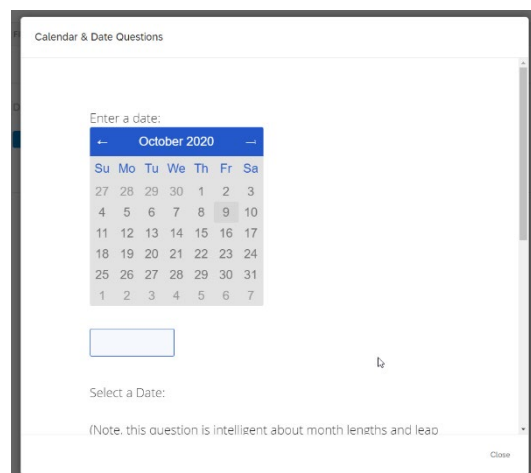 Calendar & Date Questions
Enter a date:
← October 2020 →
Su Mo Tu We Th Fr Sa
27 28 29 30 1 2 3
4 5 6 7 8 9 10
11 12 13 14 15 16 17
18 19 20 21 22 23 24
25 26 27 28 29 30 31
1 2 3 4 5 6 7
Select a Date:
(Note, this question is intelligent about month lengths and leap
Close